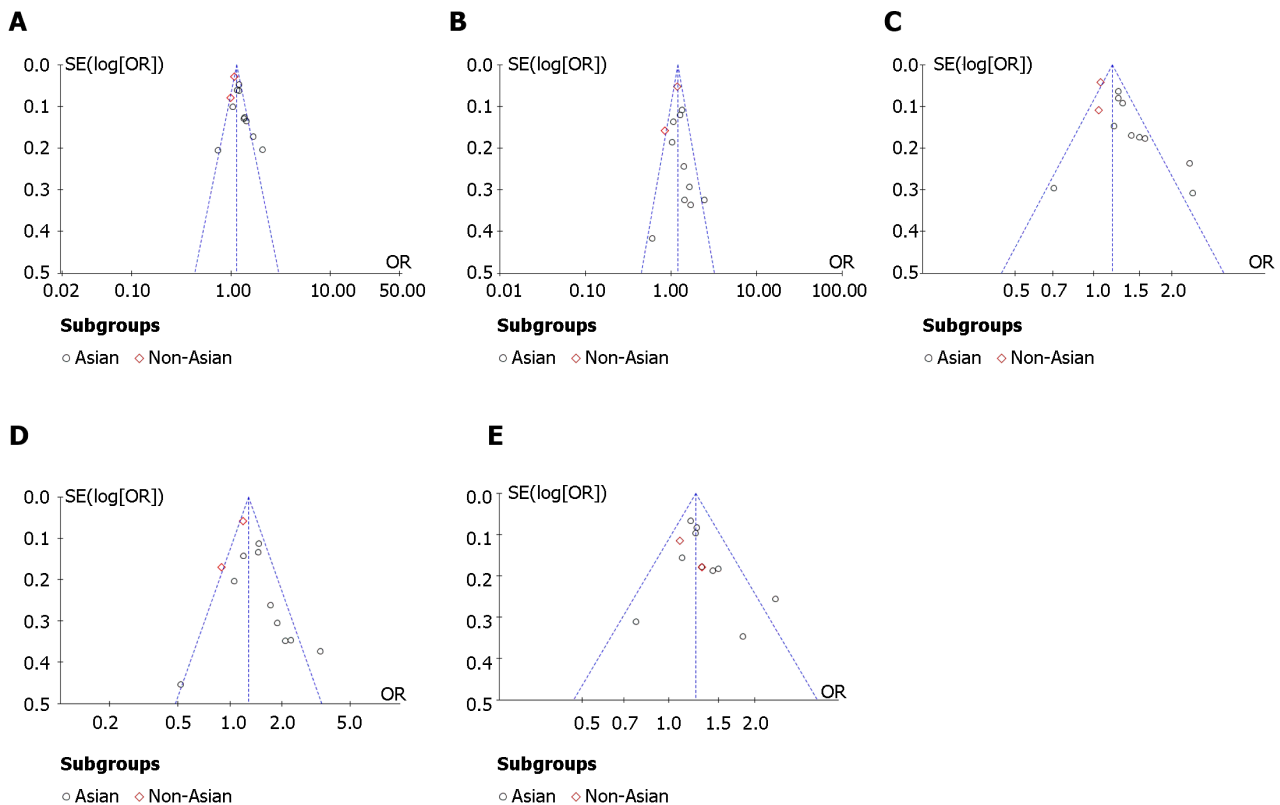 A
SE(log[OR])
0.0
0.1
0.2
0.3
0.4
0.5
OR
0.02 0.10 1.00 10.00 50.00
Subgroups
Asian Non-Asian
B
SE(log[OR])
0.0
0.1
0.2
0.3
0.4
0.5
OR
0.01 0.10 1.00 10.00 100.00
Subgroups
Asian Non-Asian
C
SE(log[OR])
0.0
0.1
0.2
0.3
0.4
0.5
OR
0.5 0.7 1.0 1.5 2.0
Subgroups
Asian Non-Asian
D
SE(log[OR])
0.0
0.1
0.2
0.3
0.4
0.5
OR
0.2 0.5 1.0 2.0 5.0
Subgroups
Asian Non-Asian
E
SE(log[OR])
0.0
0.1
0.2
0.3
0.4
0.5
OR
0.5 0.7 1.0 1.5 2.0
Subgroups
Asian Non-Asian